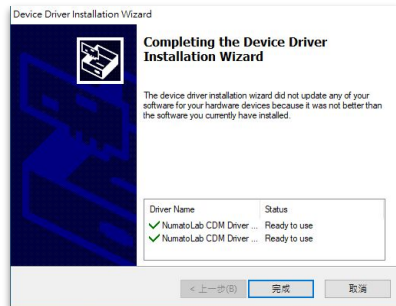 Device Driver Installation Wizard
Completing the Device Driver
Installation Wizard
The device driver installation wizard did not update any of your
software for your hardware devices because it was not better than
the software you currently have installed.
Driver Name Status
NumatoLab CDM Driver ... Ready to use
NumatoLab CDM Driver ... Ready to use
< 上一步(B) 完成 取消